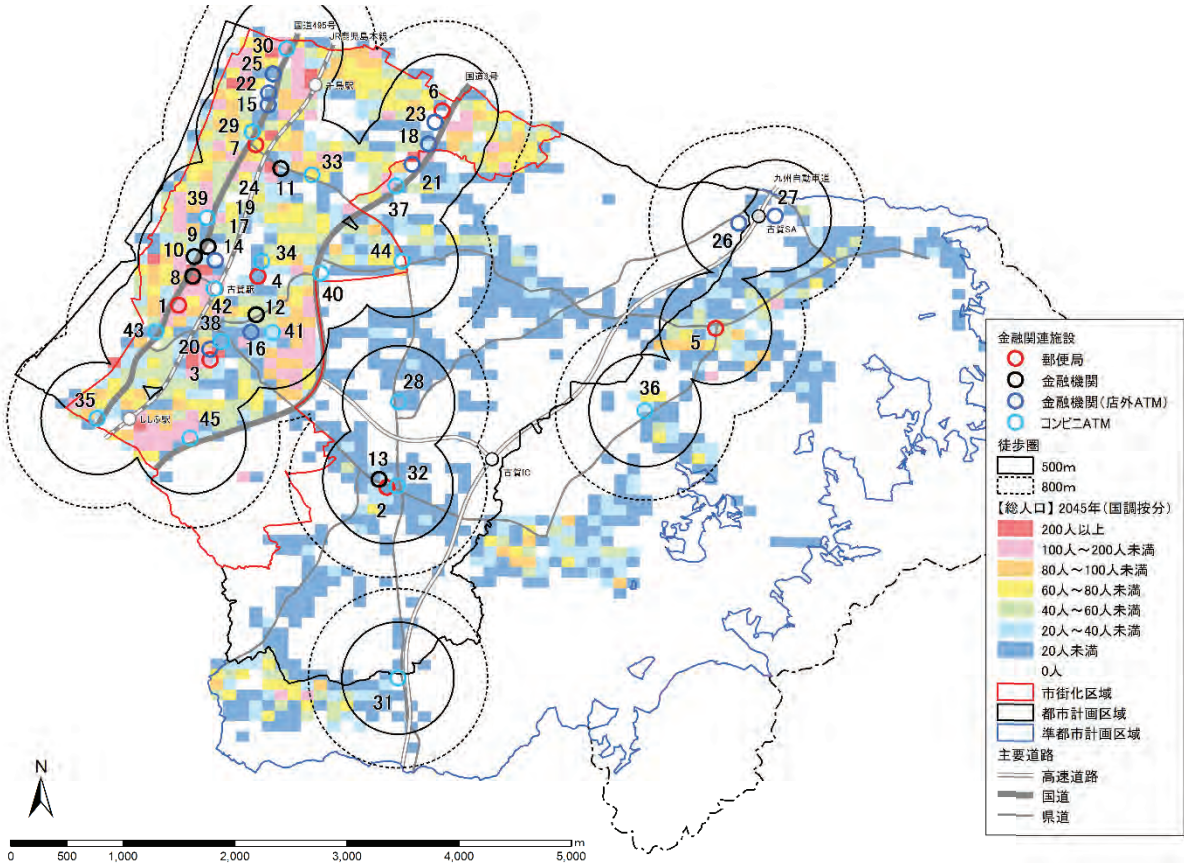 国道495号
JR鹿児島本線
30
25
22
15
千鳥駅
国道3号
6
23
18
29
7
11
33
21
24
37
39
19
17
9
10
14
34
44
8
古賀駅
4
40
1
42
12
43
38
41
20
16
3
35
ししぶ駅
45
九州自動車道
27
26
古賀SA
5
36
28
13
32
古賀IC
2
31
金融関連施設
郵便局
金融機関
金融機関(店外ATM)
コンビニATM
徒歩圏
500m
800m
【総人口】2045年(国調按分)
200人以上
100人～200人未満
80人～100人未満
60人～80人未満
40人～60人未満
20人～40人未満
20人未満
0人
市街化区域
都市計画区域
準都市計画区域
主要道路
高速道路
国道
県道
N
0 500 1,000 2,000 3,000 4,000 5,000 m